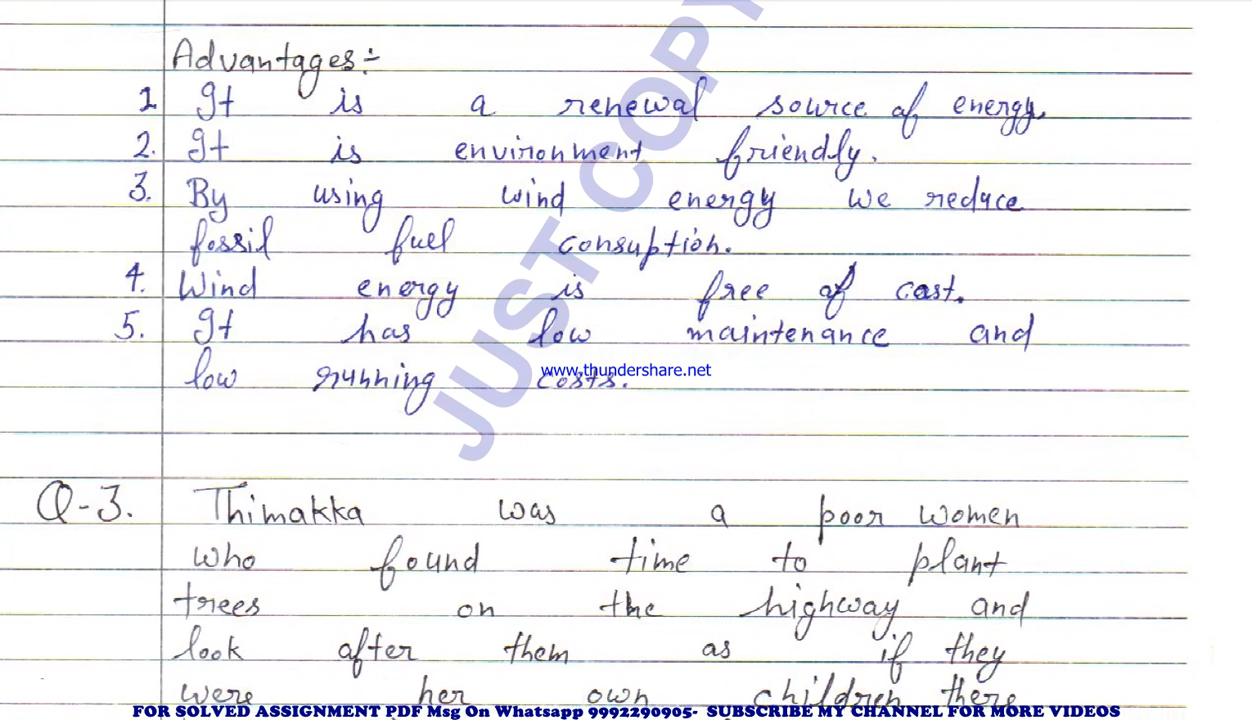 Advantages:-
1 It is a renewal source of energy.
2. It is environment friendly.
3. By using wind energy we reduce
fossil fuel consuption.
4. Wind energy is free of cast.
5. It has low maintenance and
low running costs.
www.thundershare.net
JUST COPY
Q-3. Thimakka was a poor women
who found time to plant
trees on the highway and
look after them as if they
were her own children there
FOR SOLVED ASSIGNMENT PDF Msg On Whatsapp 9992290905- SUBSCRIBE MY CHANNEL FOR MORE VIDEOS